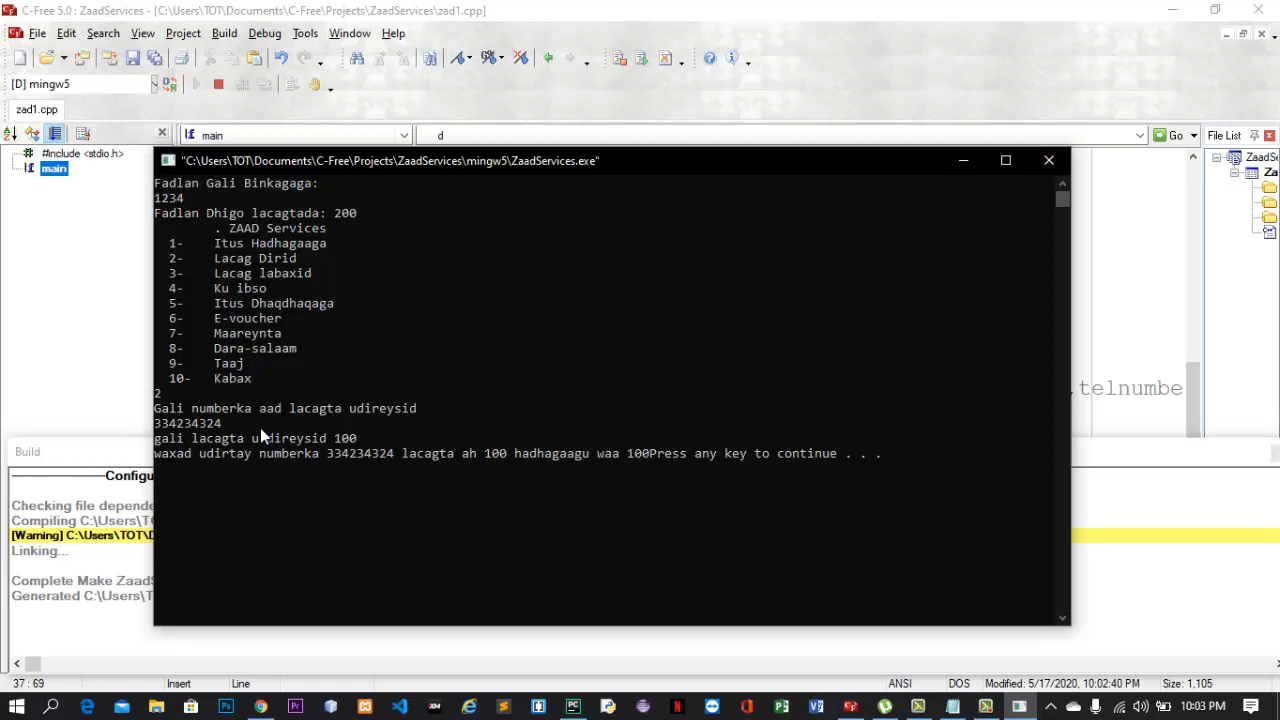 C-Free 5.0 : ZaadServices - [C:\Users\TOT\Documents\C-Free\Projects\ZaadServices\zad1.cpp]
File Edit Search View Project Build Debug Tools Window Help
[D] mingw5
zad1.cpp
main d Go File List
#include <stdio.h>
main
ZaadSe
Za
"C:\Users\TOT\Documents\C-Free\Projects\ZaadServices\mingw5\ZaadServices.exe"
Fadlan Gali Binkagaga:
1234
Fadlan Dhigo lacagtada: 200
. ZAAD Services
1- Itus Hadhagaaga
2- Lacag Dirid
3- Lacag labaxid
4- Ku ibso
5- Itus Dhaqdhaqaga
6- E-voucher
7- Maareynta
8- Dara-salaam
9- Taaj
10- Kabax
2
Gali numberka aad lacagta udireysid
334234324
gali lacagta udireysid 100
waxad udirtay numberka 334234324 lacagta ah 100 hadhagaagu waa 100Press any key to continue . . .
,telnumbe
Build
Configu
Checking file depende
Compiling C:\Users\TOT
[Warning] C:\Users\TOT\D
Linking...
Complete Make ZaadS
Generated C:\Users\T
37 : 69 Insert Line ANSI DOS Modified: 5/17/2020, 10:02:40 PM Size: 1,105
10:03 PM